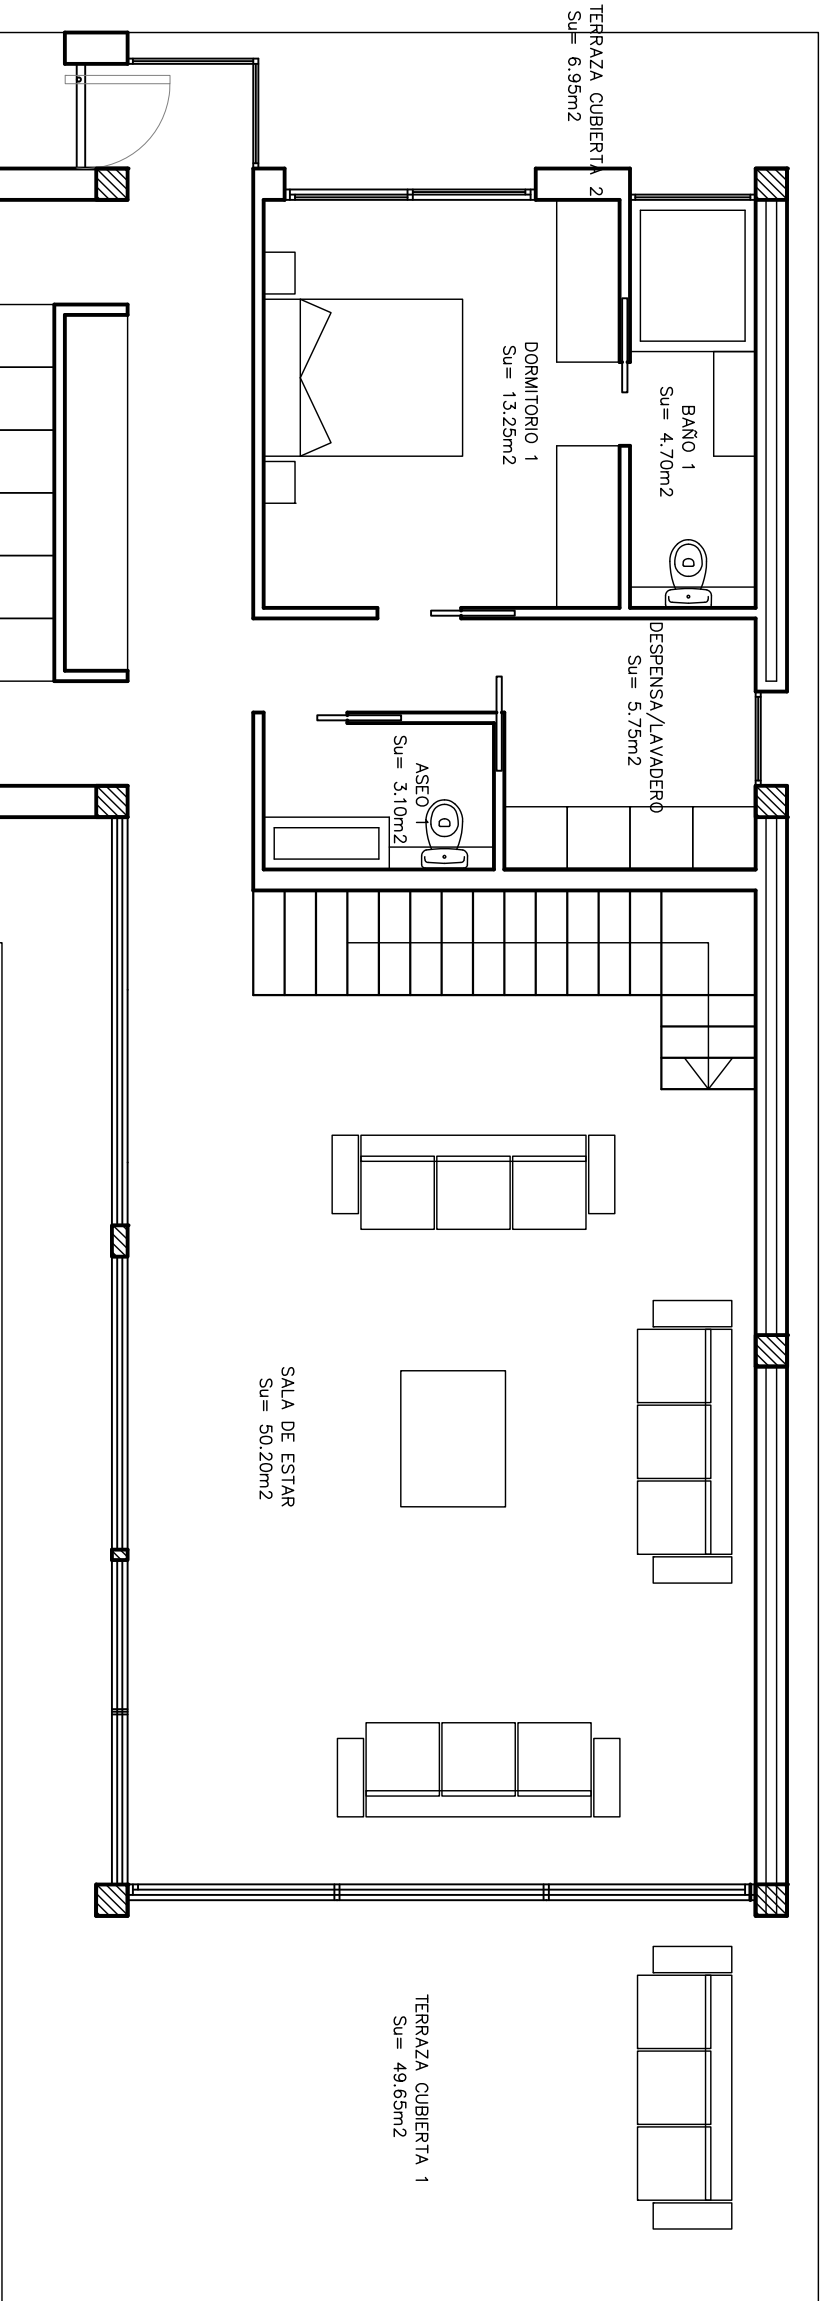 TERRAZA CUBIERTA 2
Su= 6.95m2
BAÑO 1
Su= 4.70m2
DORMITORIO 1
Su= 13.25m2
DESPENSA/LAVADERO
Su= 5.75m2
ASEO 1
Su= 3.10m2
SALA DE ESTAR
Su= 50.20m2
TERRAZA CUBIERTA 1
Su= 49.65m2